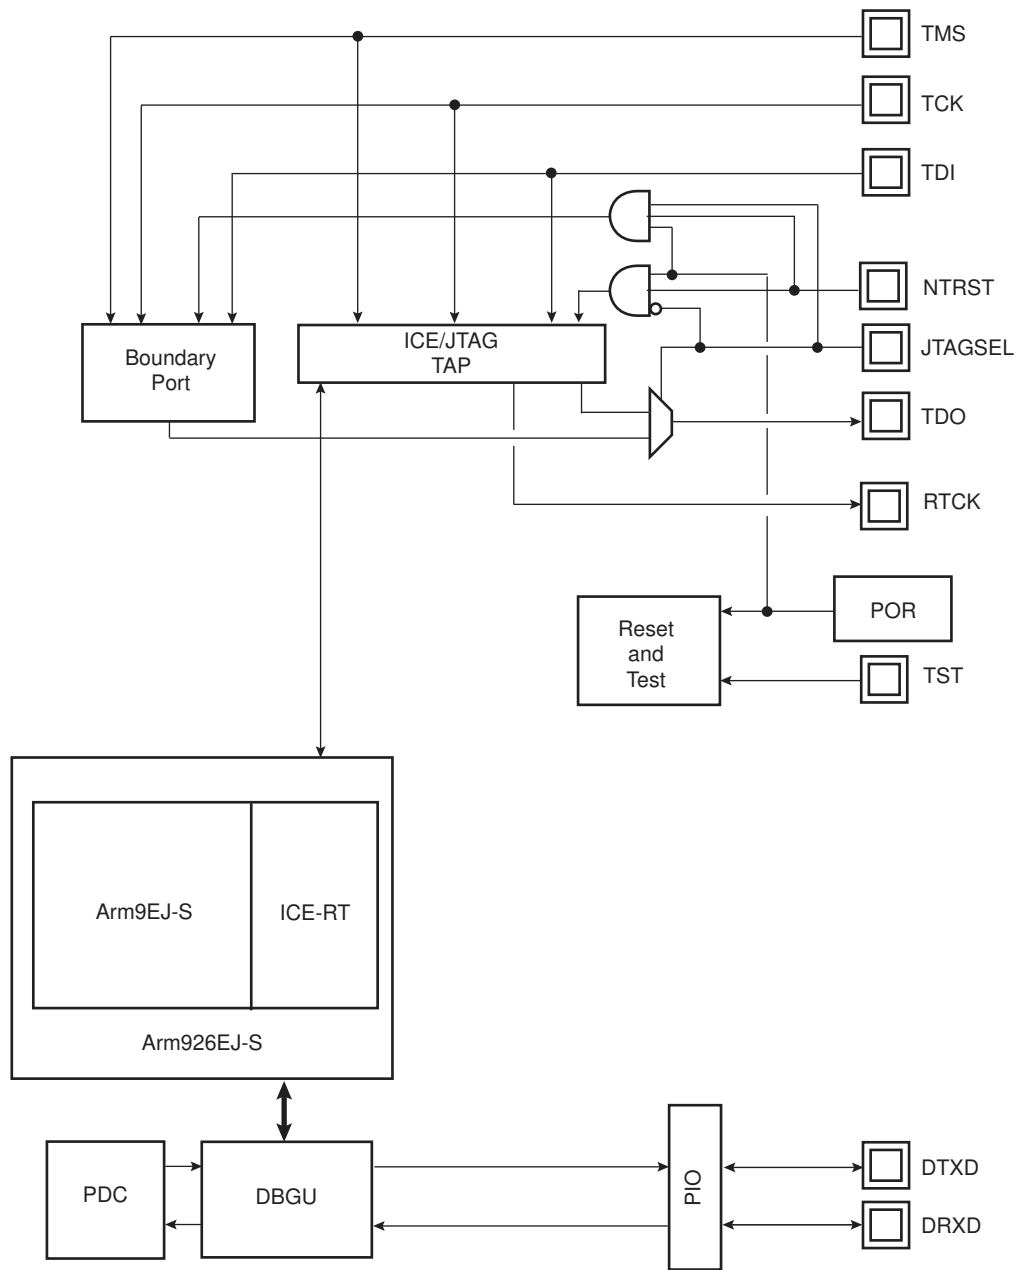 TMS
TCK
TDI
NTRST
JTAGSEL
TDO
RTCK
Boundary
Port
ICE/JTAG
TAP
POR
TST
Reset
and
Test
Arm9EJ-S
ICE-RT
Arm926EJ-S
PDC
DBGU
PIO
DTXD
DRXD